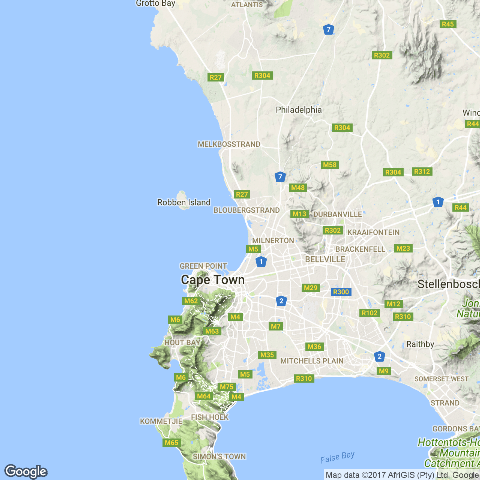 Grotto Bay
ATLANTIS
R45
7
R302
R27
R304
Philadelphia
R304
R44
MELKBOSSTRAND
M58
R304
R312
7
M48
R27
1
Robben Island
BLOUBERGSTRAND
M13
DURBANVILLE
R44
R302
KRAAIFONTEIN
MILNERTON
M5
BRACKENFELL
M23
1
BELLVILLE
GREEN POINT
Cape Town
Stellenbosch
M29
R300
M62
2
M12
M6
M4
R102
R310
M63
M7
HOUT BAY
M36
Raithby
M35
2
MITCHELLS PLAIN
M5
M9
M6
R310
SOMERSET WEST
M75
M64
M4
STRAND
FISH HOEK
KOMMETJIE
GORDONS BAY
M65
Hottentots-Ho
Mountain
Catchment A
SIMON'S TOWN
False Bay
Google
Map data ©2017 AfriGIS (Pty) Ltd, Google